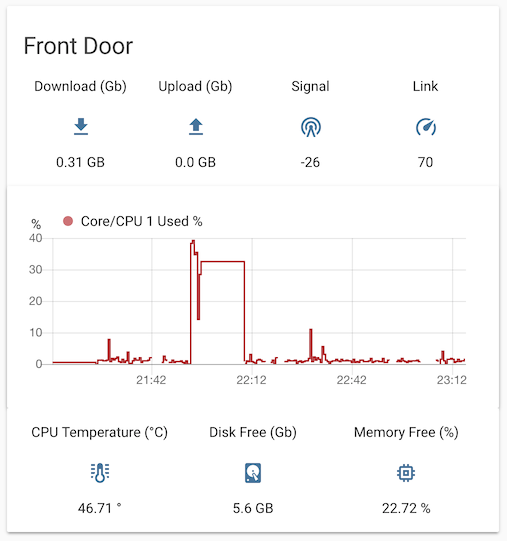 Front Door
Download (Gb) Upload (Gb) Signal Link
0.31 GB 0.0 GB -26 70
% Core/CPU 1 Used %
40
30
20
10
0
21:42 22:12 22:42 23:12
CPU Temperature (°C) Disk Free (Gb) Memory Free (%)
46.71 ° 5.6 GB 22.72 %